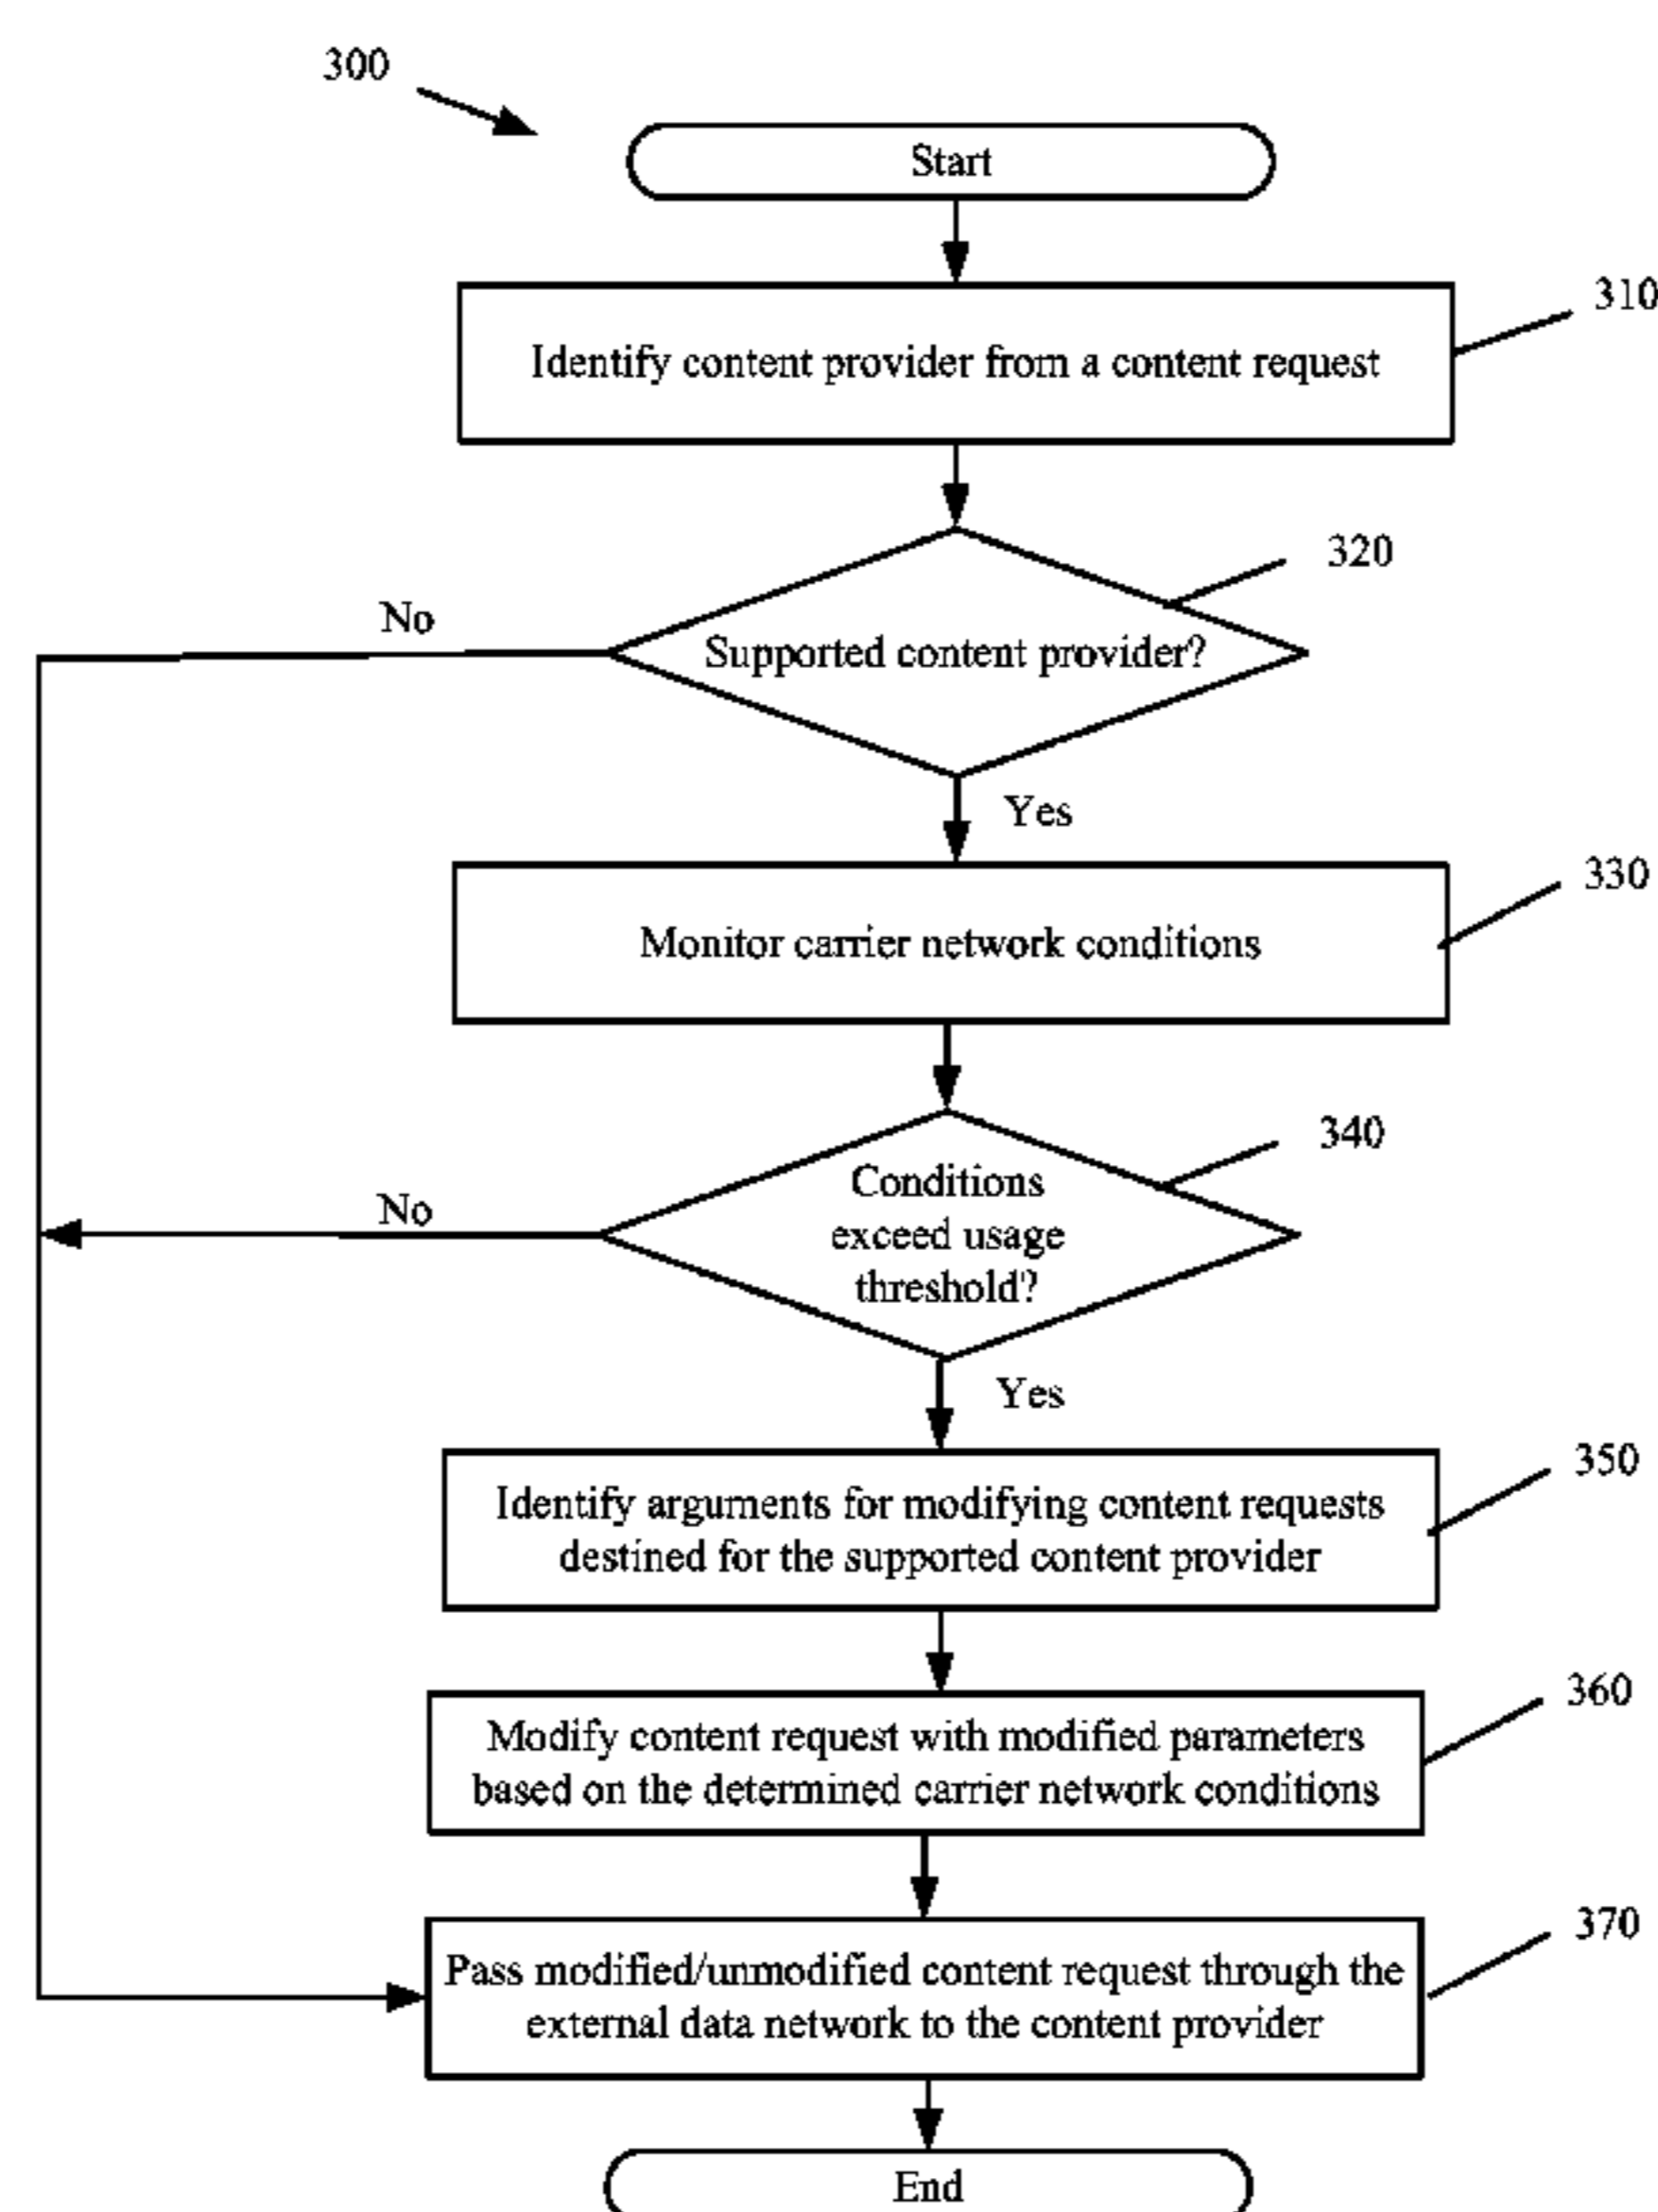 300
Start
310
Identify content provider from a content request
320
No
Supported content provider?
Yes
330
Monitor carrier network conditions
340
No
Conditions
exceed usage
threshold?
Yes
350
Identify arguments for modifying content requests
destined for the supported content provider
360
Modify content request with modified parameters
based on the determined carrier network conditions
370
Pass modified/unmodified content request through the
external data network to the content provider
End